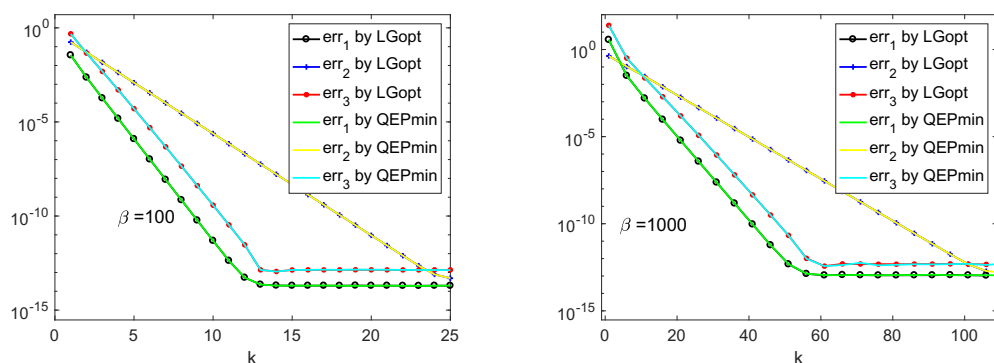 10^0
10^-5
10^-10
10^-15
0
5
10
15
20
25
k
β=100
err_1 by LGopt
err_2 by LGopt
err_3 by LGopt
err_1 by QEPmin
err_2 by QEPmin
err_3 by QEPmin
10^0
10^-5
10^-10
10^-15
0
20
40
60
80
100
k
β=1000
err_1 by LGopt
err_2 by LGopt
err_3 by LGopt
err_1 by QEPmin
err_2 by QEPmin
err_3 by QEPmin